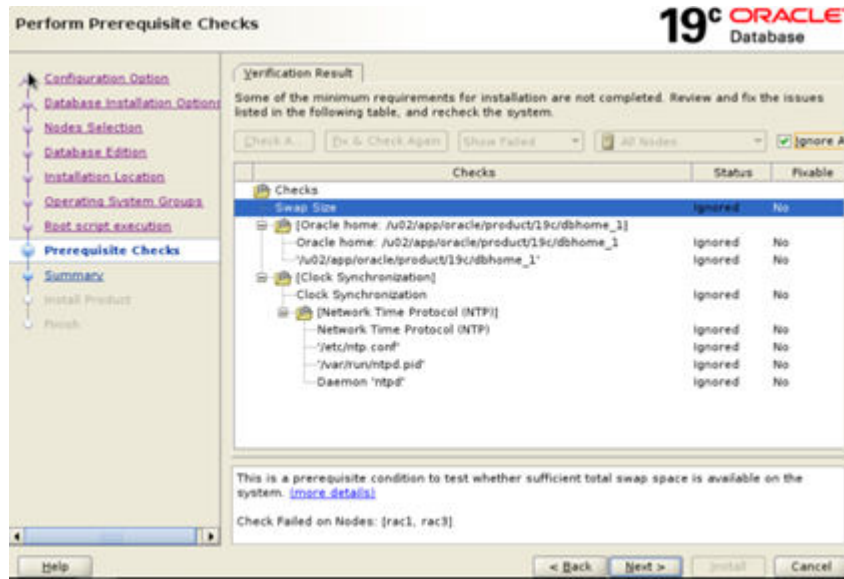 Perform Prerequisite Checks
19c ORACLE
Database
Configuration Option
Database Installation Options
Nodes Selection
Database Edition
Installation Location
Operating System Groups
Root script execution
Prerequisite Checks
Summary
Install Product
Finish
Verification Result
Some of the minimum requirements for installation are not completed. Review and fix the issues
listed in the following table, and recheck the system.
Check A... Fix & Check Again Show Failed All Nodes Ignore A
Checks Status Fixable
Checks
Swap Size Ignored No
[Oracle home: /u02/app/oracle/product/19c/dbhome_1]
Oracle home: /u02/app/oracle/product/19c/dbhome_1 Ignored No
'/u02/app/oracle/product/19c/dbhome_1' Ignored No
[Clock Synchronization]
Clock Synchronization Ignored No
[Network Time Protocol (NTP)]
Network Time Protocol (NTP) Ignored No
'/etc/ntp.conf' Ignored No
'/var/run/ntpd.pid' Ignored No
Daemon 'ntpd' Ignored No
This is a prerequisite condition to test whether sufficient total swap space is available on the
system. (more details)
Check Failed on Nodes: [rac1, rac3]
Help < Back Next > Install Cancel